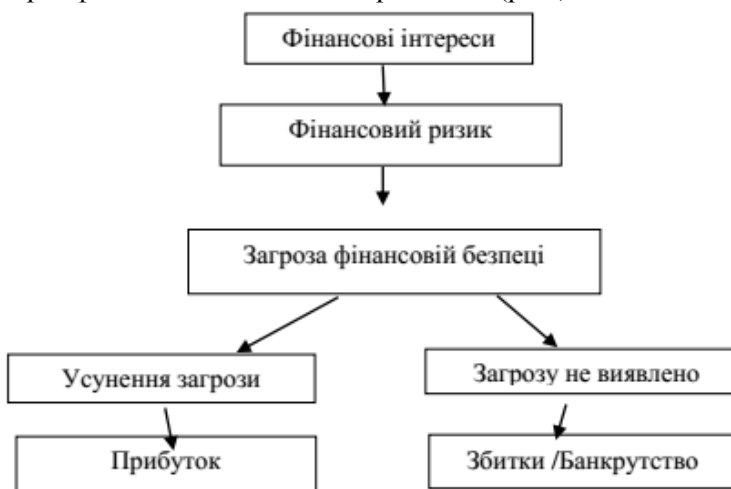 Фінансові інтереси
Фінансовий ризик
Загроза фінансовій безпеці
Усунення загрози
Загрозу не виявлено
Прибуток
Збитки /Банкрутство